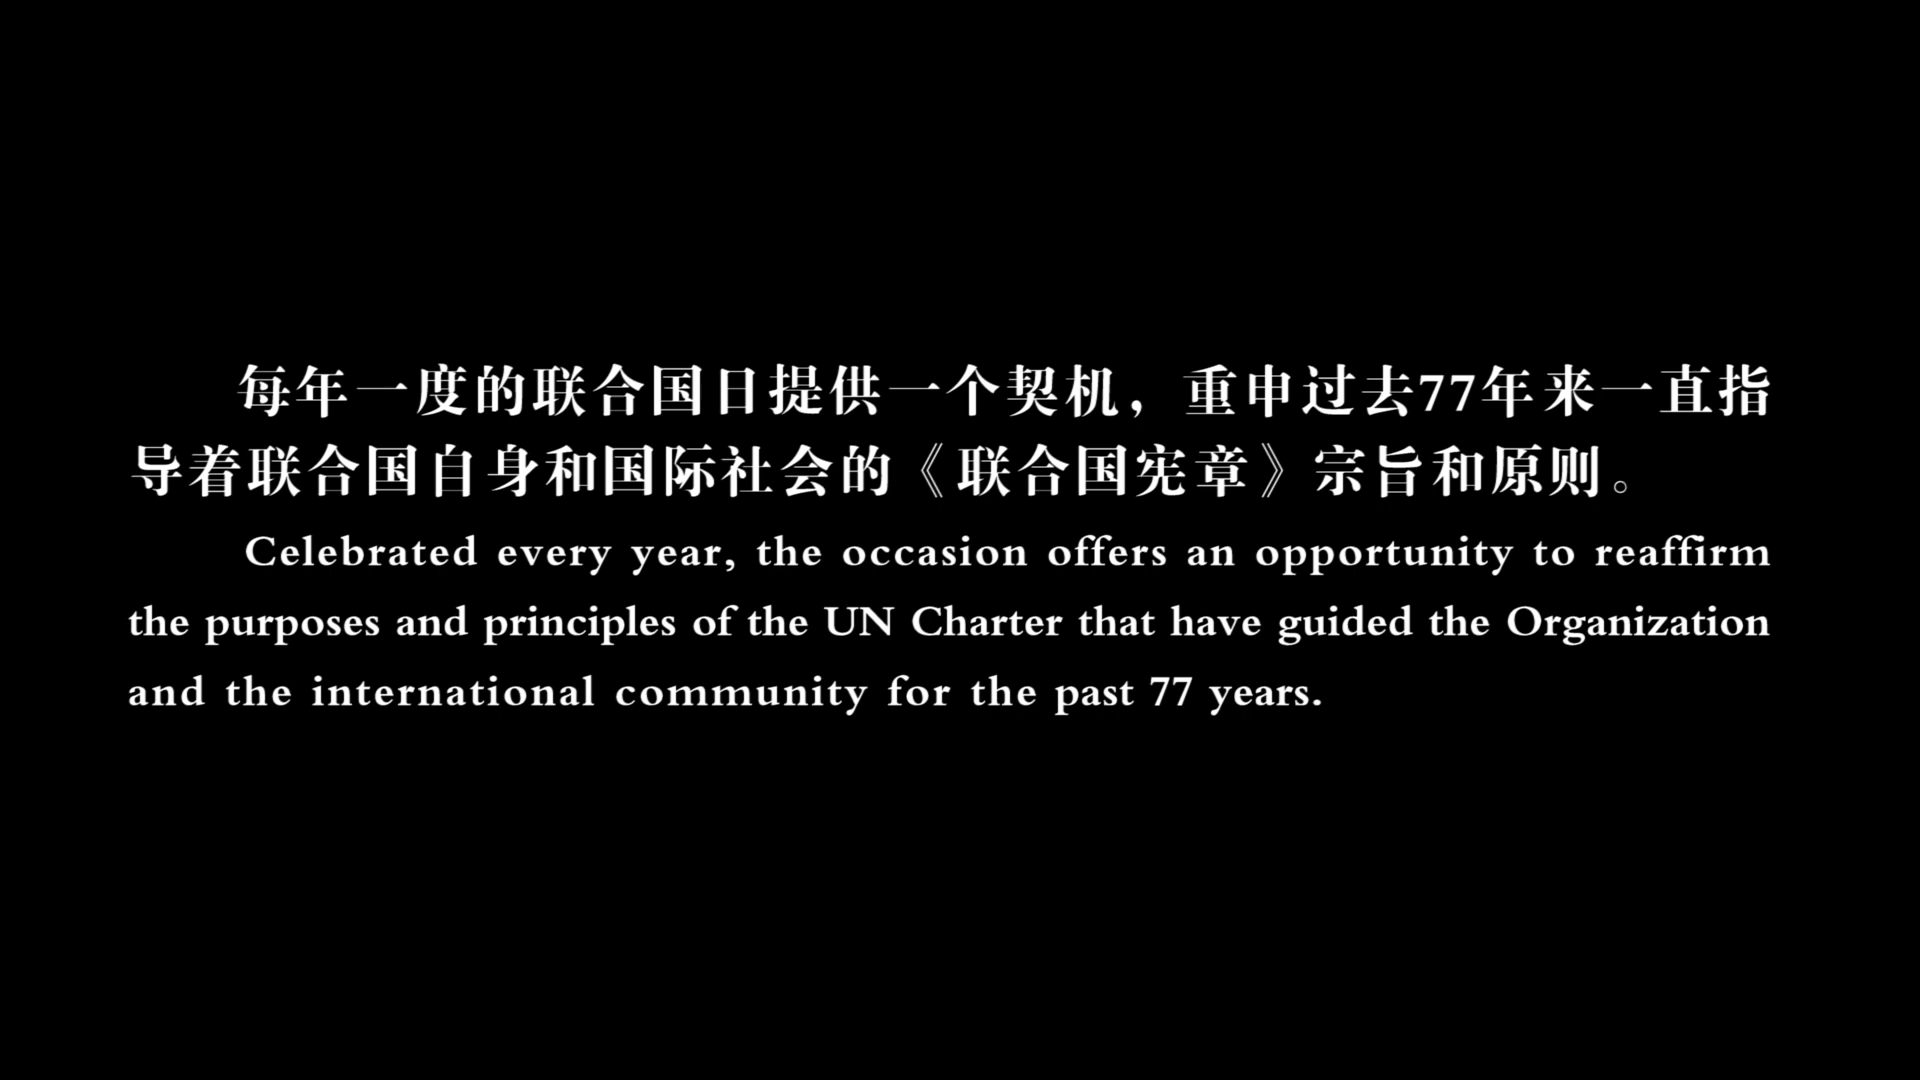 每年一度的联合国日提供一个契机，重申过去77年来一直指
导着联合国自身和国际社会的《联合国宪章》宗旨和原则。
Celebrated every year, the occasion offers an opportunity to reaffirm
the purposes and principles of the UN Charter that have guided the Organization
and the international community for the past 77 years.